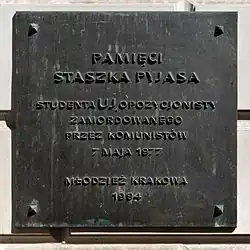 PAMIĘCI
STASZKA PYJASA
STUDENTA UJ, OPOZYCJONISTY
ZAMORDOWANEGO
PRZEZ KOMUNISTÓW
7 MAJA 1977
MŁODZIEŻ KRAKOWA
1994